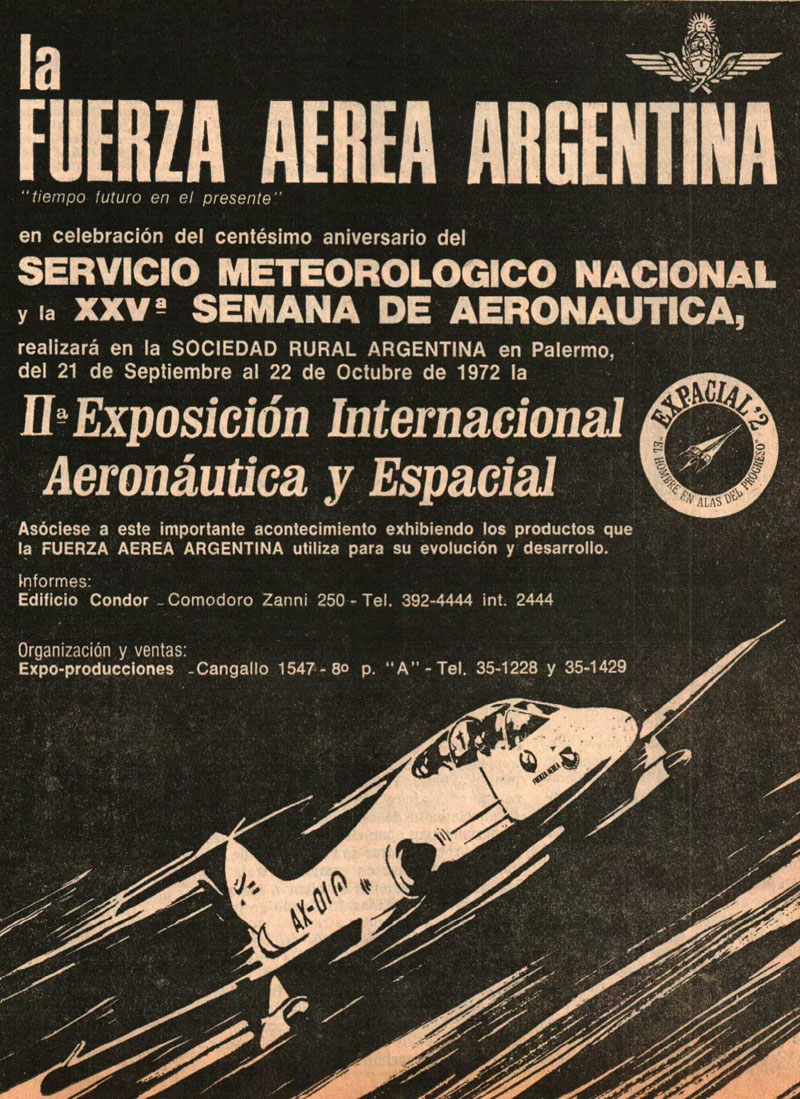 la
FUERZA AEREA ARGENTINA
"tiempo futuro en el presente"
en celebración del centésimo aniversario del
SERVICIO METEOROLOGICO NACIONAL
y la XXVª SEMANA DE AERONAUTICA,
realizará en la SOCIEDAD RURAL ARGENTINA en Palermo,
del 21 de Septiembre al 22 de Octubre de 1972 la
IIª Exposición Internacional
Aeronáutica y Espacial
EXPACIAL '2
"EL HOMBRE EN ALAS DEL PROGRESO"
Asóciese a este importante acontecimiento exhibiendo los productos que
la FUERZA AEREA ARGENTINA utiliza para su evolución y desarrollo.
Informes:
Edificio Condor - Comodoro Zanni 250 - Tel. 392-4444 int. 2444
Organización y ventas:
Expo-producciones - Cangallo 1547 - 8º p. "A" - Tel. 35-1228 y 35-1429
FUERZA AEREA
AX-01